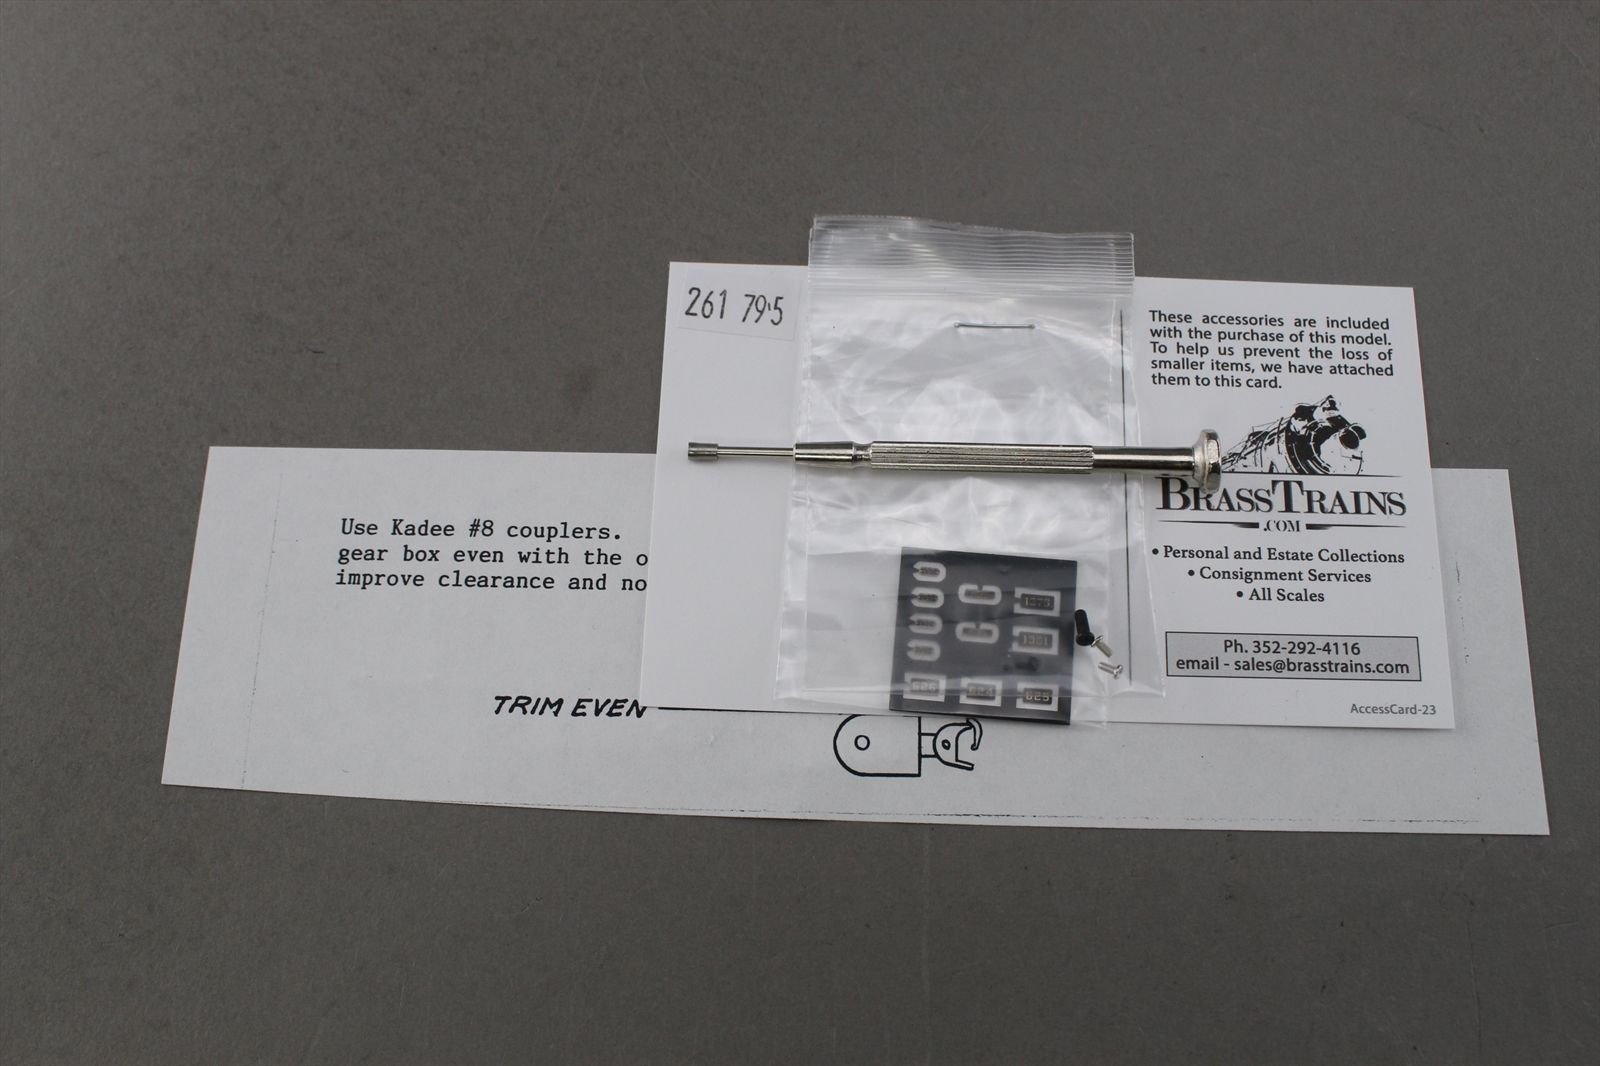 261 79.5
These accessories are included
with the purchase of this model.
To help us prevent the loss of
smaller items, we have attached
them to this card.
BRASSTRAINS
.COM
• Personal and Estate Collections
• Consignment Services
• All Scales
Ph. 352-292-4116
email - sales@brasstrains.com
AccessCard-23
Use Kadee #8 couplers.
gear box even with the o
improve clearance and no
TRIM EVEN
626 624 625